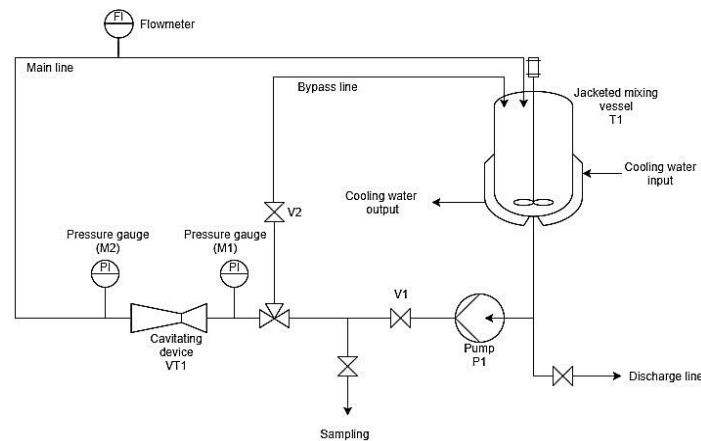 FI
Flowmeter
Main line
Bypass line
Jacketed mixing
vessel
T1
Cooling water
input
Cooling water
output
V2
Pressure gauge
(M2)
Pressure gauge
(M1)
PI
PI
V1
Cavitating
device
VT1
Pump
P1
Discharge line
Sampling